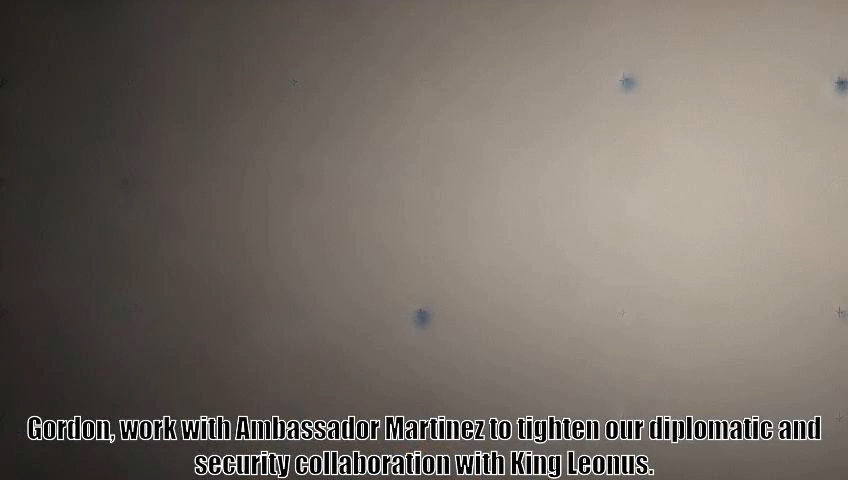 Gordon, work with Ambassador Martinez to tighten our diplomatic and
security collaboration with King Leonus.